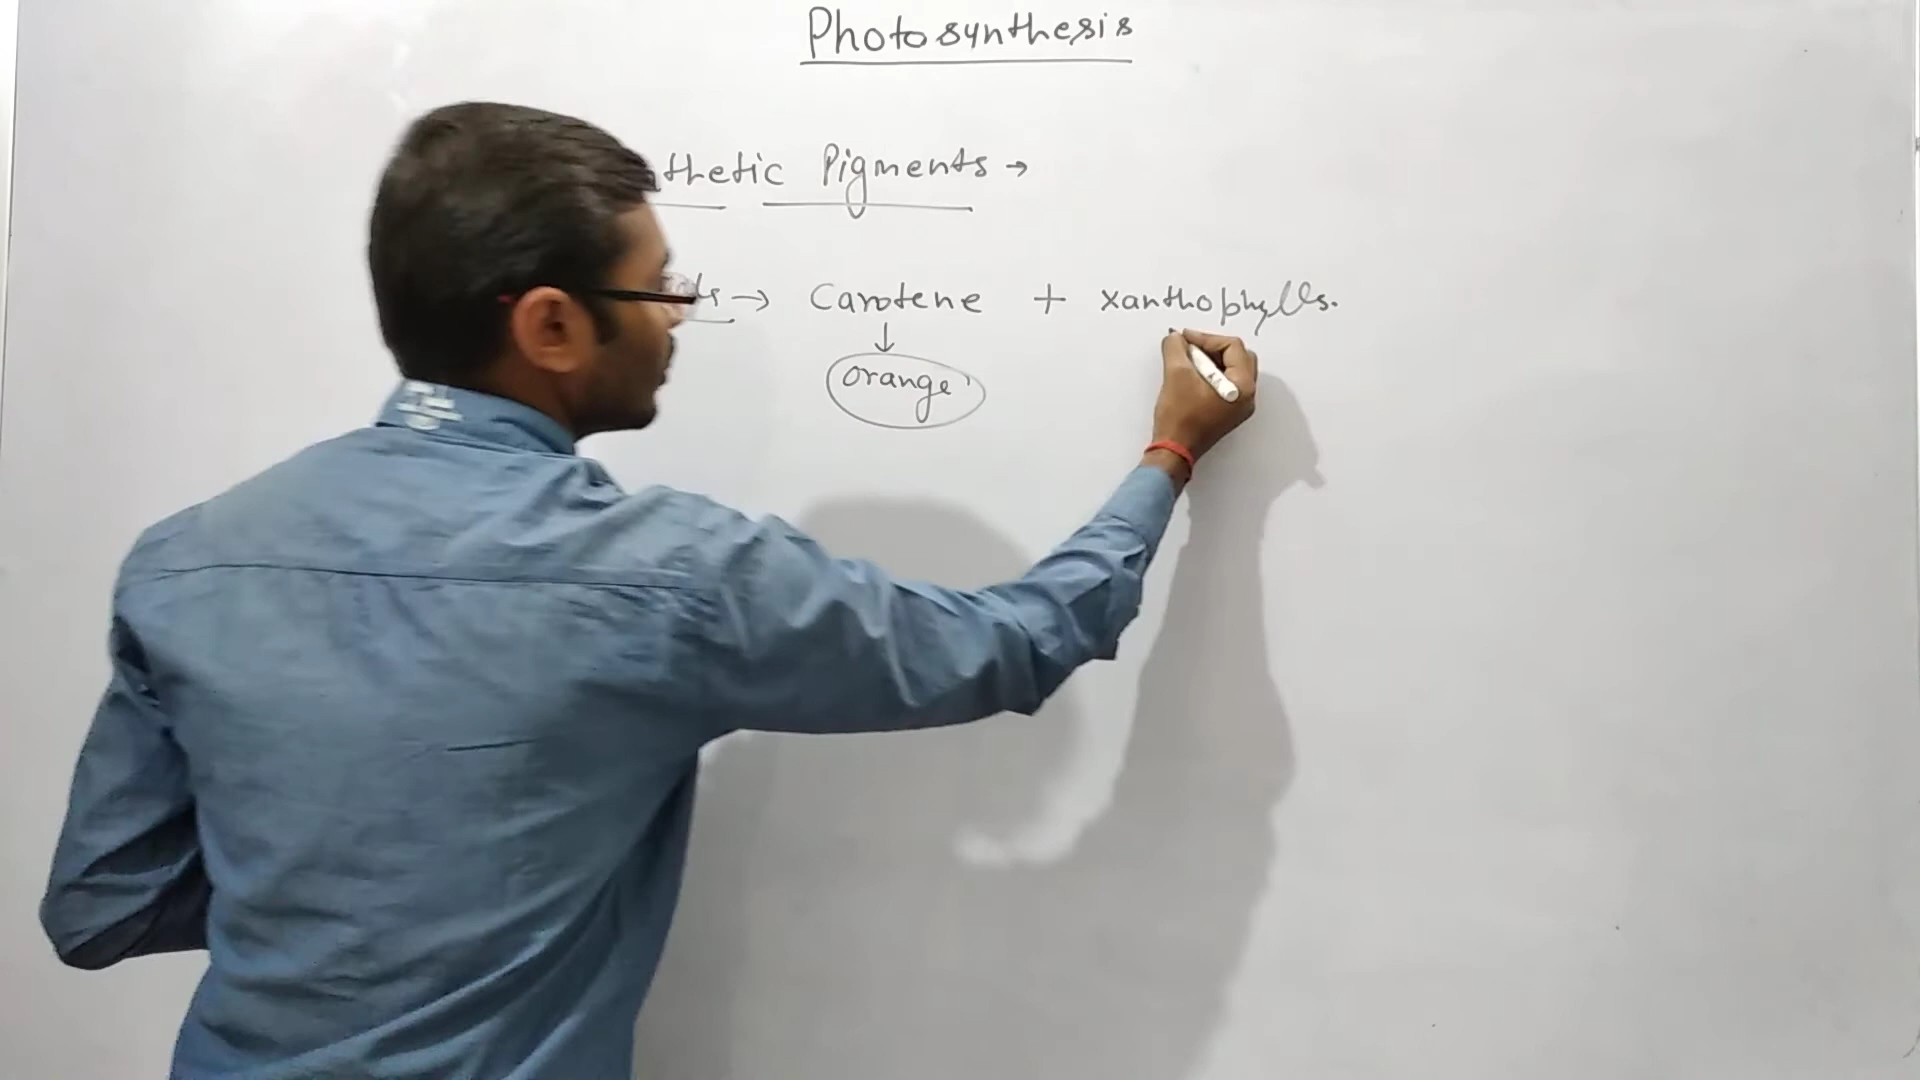 Photosynthesis
thetic Pigments →
→ Carotene + xanthophylls.
↓
orange